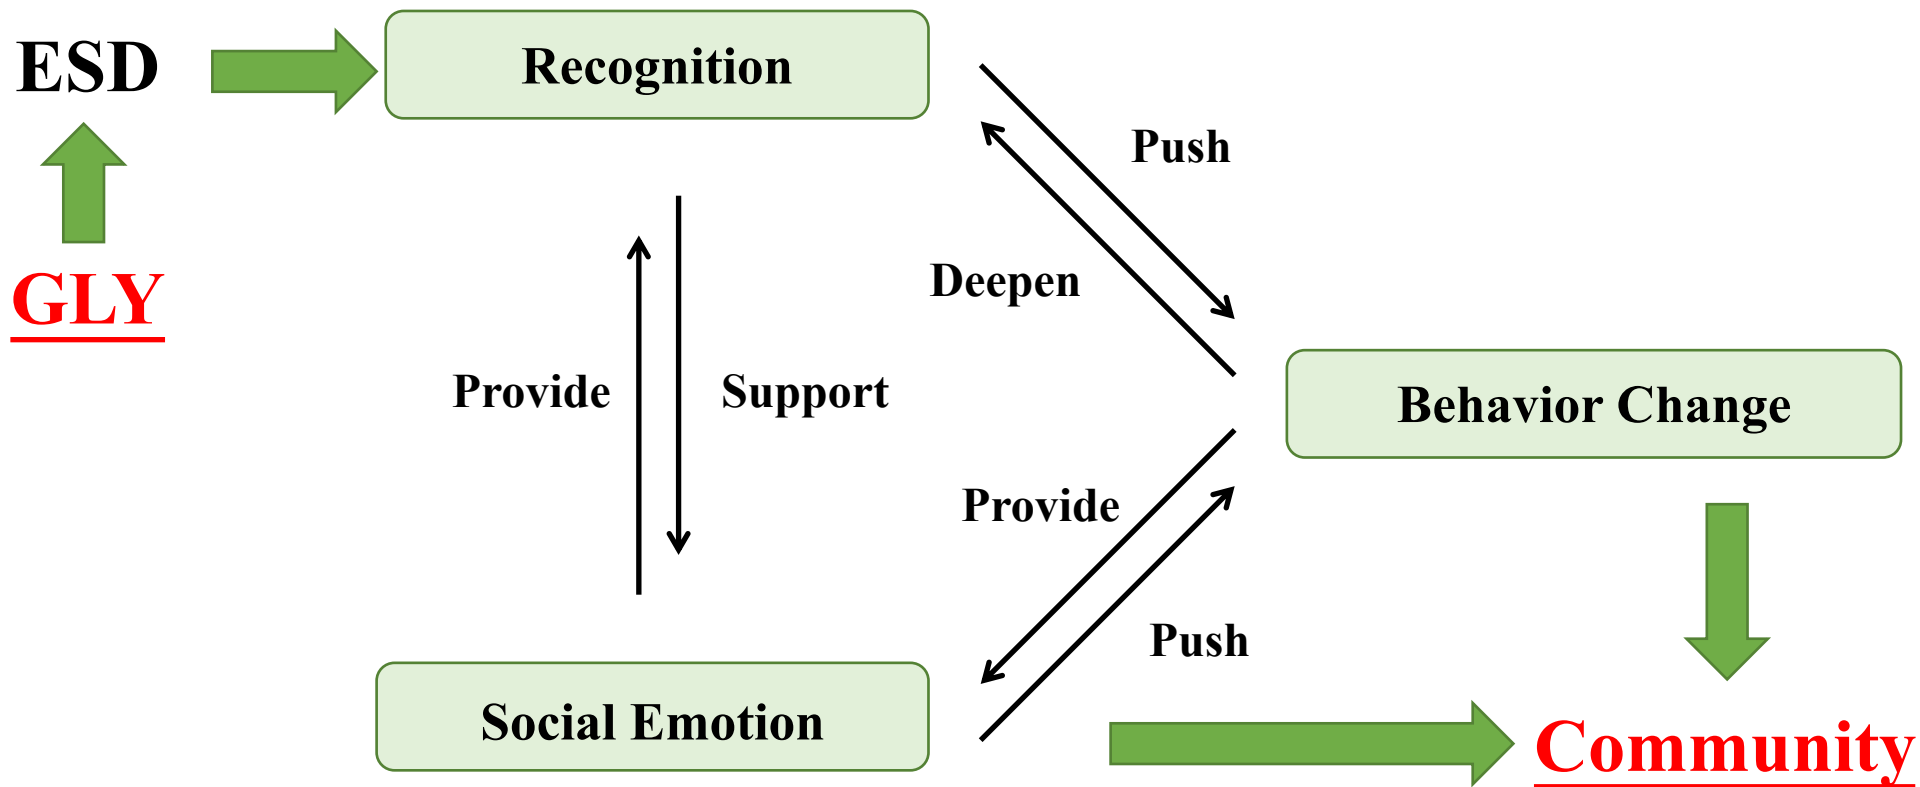 ESD
Recognition
Push
GLY
Deepen
Provide
Support
Behavior Change
Provide
Push
Social Emotion
Community